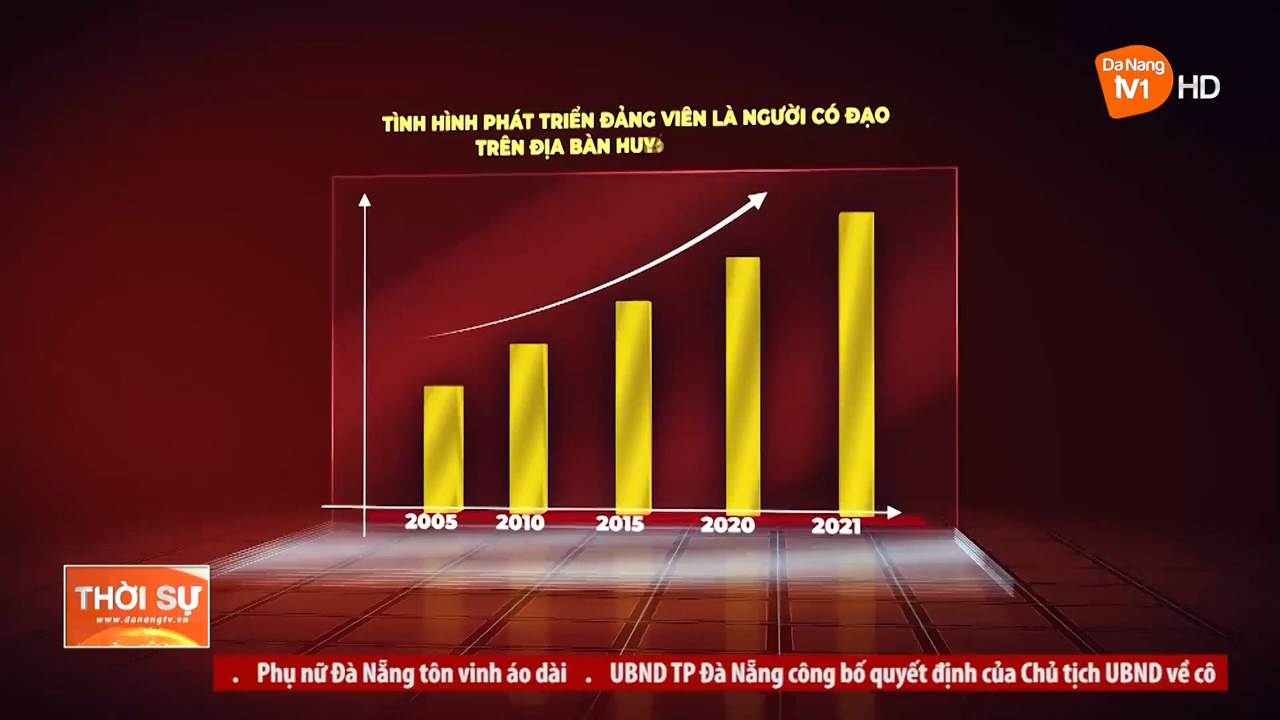 Da Nang
TV1 HD
TÌNH HÌNH PHÁT TRIỂN ĐẢNG VIÊN LÀ NGƯỜI CÓ ĐẠO
TRÊN ĐỊA BÀN
2005 2010 2015 2020 2021
THỜI SỰ
www.danangtv.vn
. Phụ nữ Đà Nẵng tôn vinh áo dài . UBND TP Đà Nẵng công bố quyết định của Chủ tịch UBND về cô